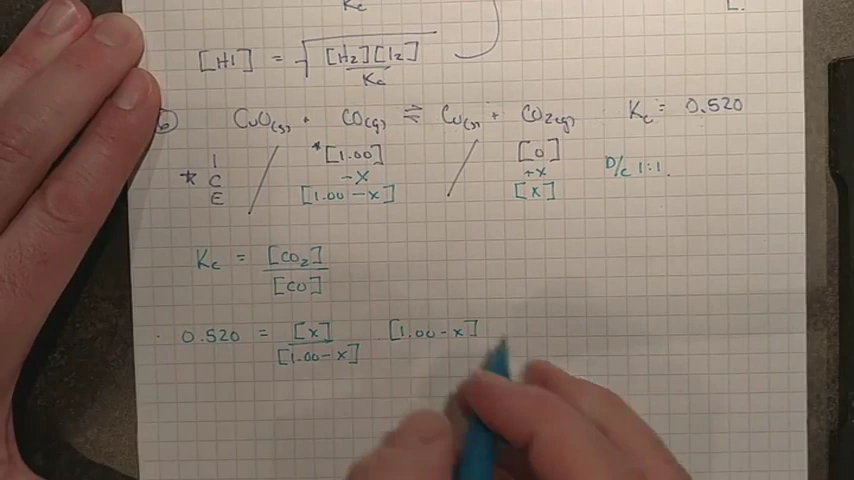 Kc
[HI] = √[H2][I2]
Kc
6 CuO(s) + CO(g) ⇌ Cu(s) + CO2(g) Kc = 0.520
I *[1.00] [0]
* C -x +x D/c 1:1.
E [1.00-x] [x]
Kc = [CO2]
[CO]
0.520 = [x] [1.00-x]
[1.00-x]